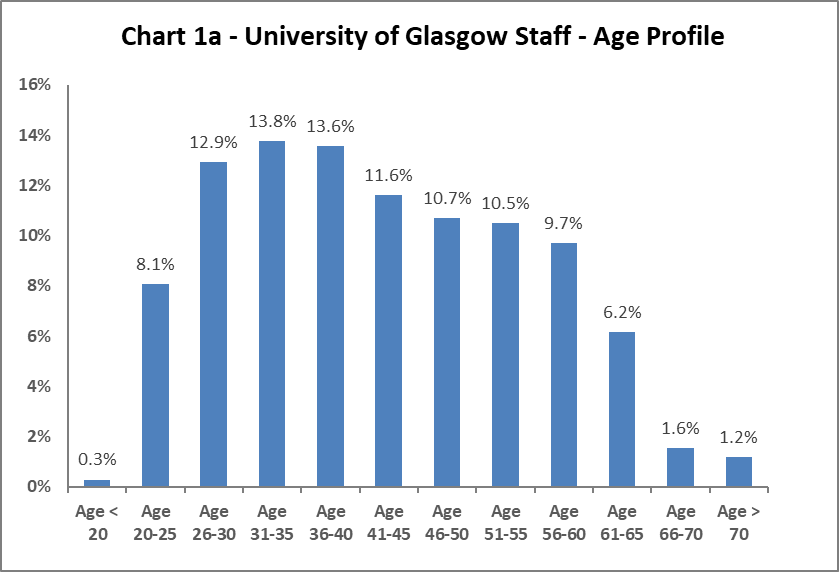 Chart 1a - University of Glasgow Staff - Age Profile
16%
14%
12%
10%
8%
6%
4%
2%
0%
0.3%
8.1%
12.9%
13.8%
13.6%
11.6%
10.7%
10.5%
9.7%
6.2%
1.6%
1.2%
Age <
20
Age
20-25
Age
26-30
Age
31-35
Age
36-40
Age
41-45
Age
46-50
Age
51-55
Age
56-60
Age
61-65
Age
66-70
Age >
70